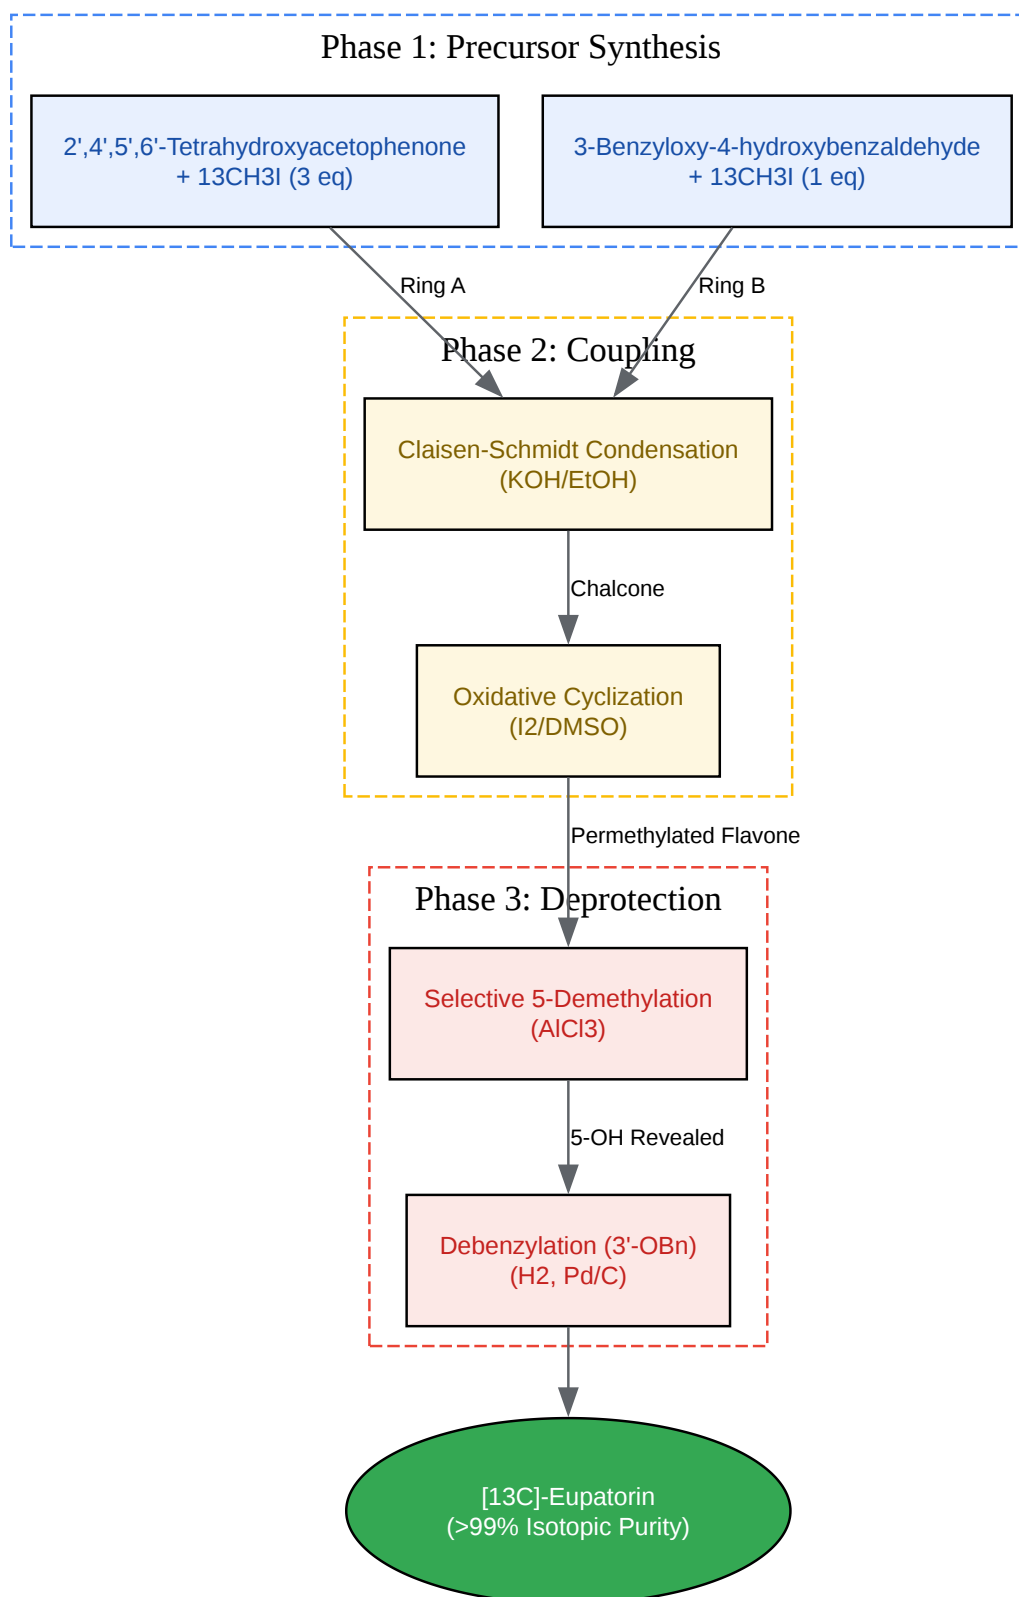 Phase 1: Precursor Synthesis
2',4',5',6'-Tetrahydroxyacetophenone
+ 13CH3I (3 eq)
3-Benzyloxy-4-hydroxybenzaldehyde
+ 13CH3I (1 eq)
Ring A
Ring B
Phase 2: Coupling
Claisen-Schmidt Condensation
(KOH/EtOH)
Chalcone
Oxidative Cyclization
(I2/DMSO)
Permethylated Flavone
Phase 3: Deprotection
Selective 5-Demethylation
(AlCl3)
5-OH Revealed
Debenzylation (3'-OBn)
(H2, Pd/C)
[13C]-Eupatorin
(>99% Isotopic Purity)